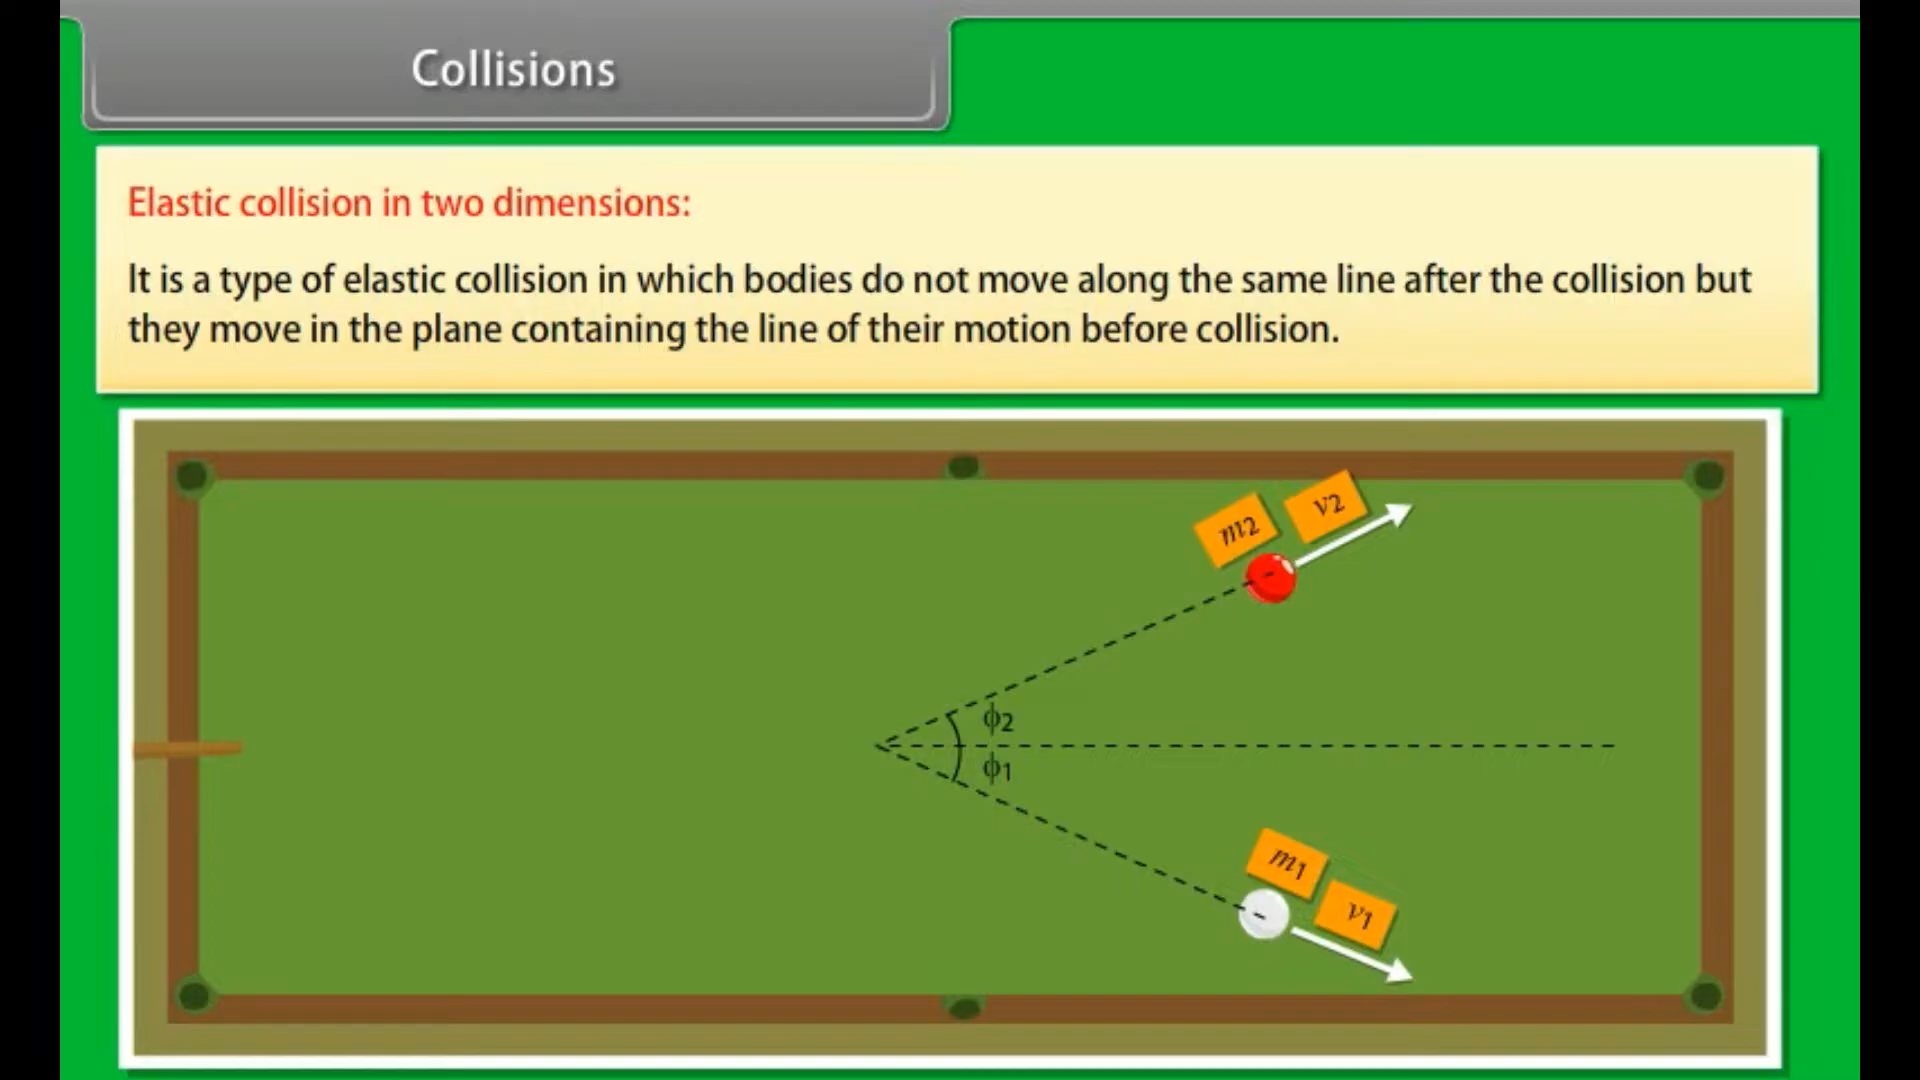 Collisions
Elastic collision in two dimensions:
It is a type of elastic collision in which bodies do not move along the same line after the collision but
they move in the plane containing the line of their motion before collision.
m2 v2
ϕ2
ϕ1
m1
v1